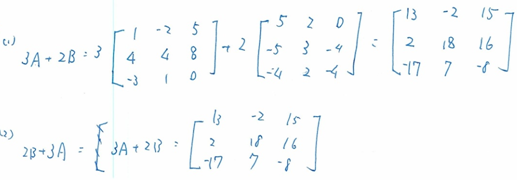 (1) 3A + 2B = 3 [ 1 -2 5 ] + 2 [ 5 2 0 ] = [ 13 -2 15 ]
[ 4 4 8 ] [ -5 3 -4 ] [ 2 18 16 ]
[ -3 1 0 ] [ -4 2 -4 ] [ -17 7 -8 ]
(2) 2B+3A = { 3A + 2B = [ 13 -2 15 ]
[ 2 18 16 ]
[ -17 7 -8 ]